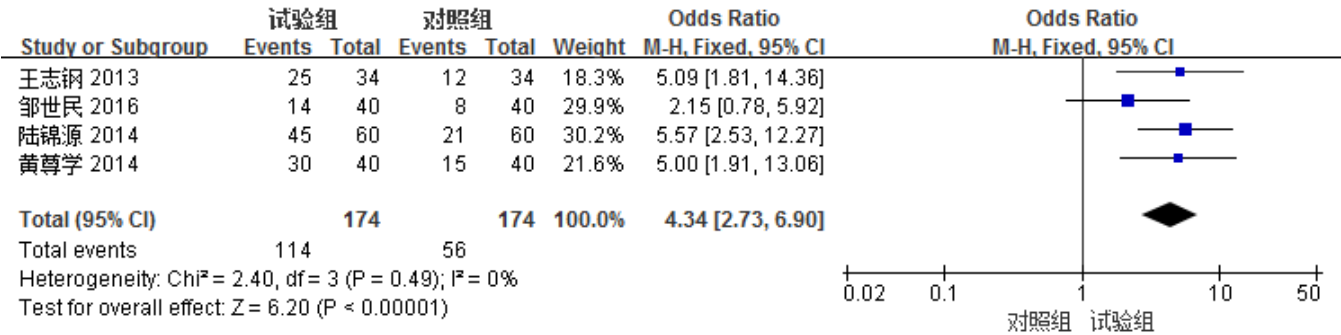 试验组 对照组 Odds Ratio Odds Ratio
Study or Subgroup Events Total Events Total Weight M-H, Fixed, 95% CI M-H, Fixed, 95% CI
王志钢 2013 25 34 12 34 18.3% 5.09 [1.81, 14.36]
邹世民 2016 14 40 8 40 29.9% 2.15 [0.78, 5.92]
陆锦源 2014 45 60 21 60 30.2% 5.57 [2.53, 12.27]
黄尊学 2014 30 40 15 40 21.6% 5.00 [1.91, 13.06]
Total (95% CI) 174 174 100.0% 4.34 [2.73, 6.90]
Total events 114 56
Heterogeneity: Chi² = 2.40, df = 3 (P = 0.49); I² = 0%
Test for overall effect: Z = 6.20 (P < 0.00001)
0.02 0.1 1 10 50
对照组 试验组